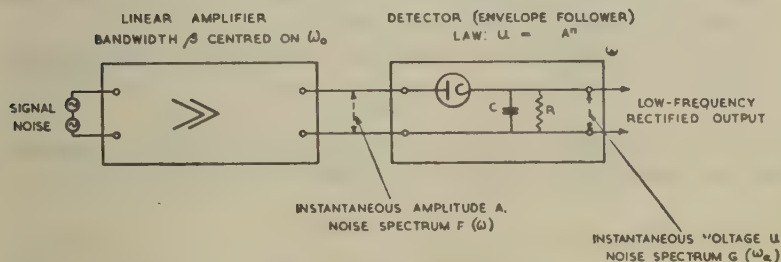 LINEAR AMPLIFIER
BANDWIDTH β CENTRED ON ω₀
DETECTOR (ENVELOPE FOLLOWER)
LAW: U = Aⁿ
ω
SIGNAL
NOISE
C
C
R
LOW-FREQUENCY
RECTIFIED OUTPUT
INSTANTANEOUS AMPLITUDE A,
NOISE SPECTRUM F (ω)
INSTANTANEOUS VOLTAGE U
NOISE SPECTRUM G (ωₐ)